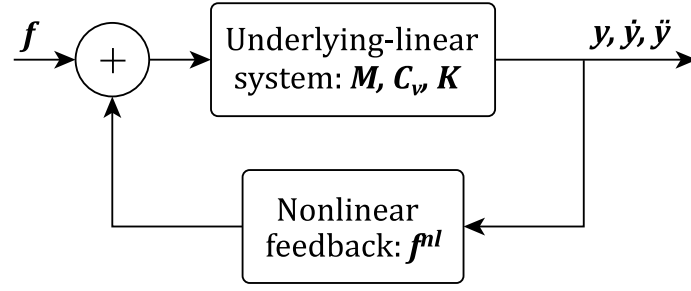 f
+
Underlying-linear
system: M, Cᵥ, K
y, ẏ, ÿ
Nonlinear
feedback: fⁿˡ